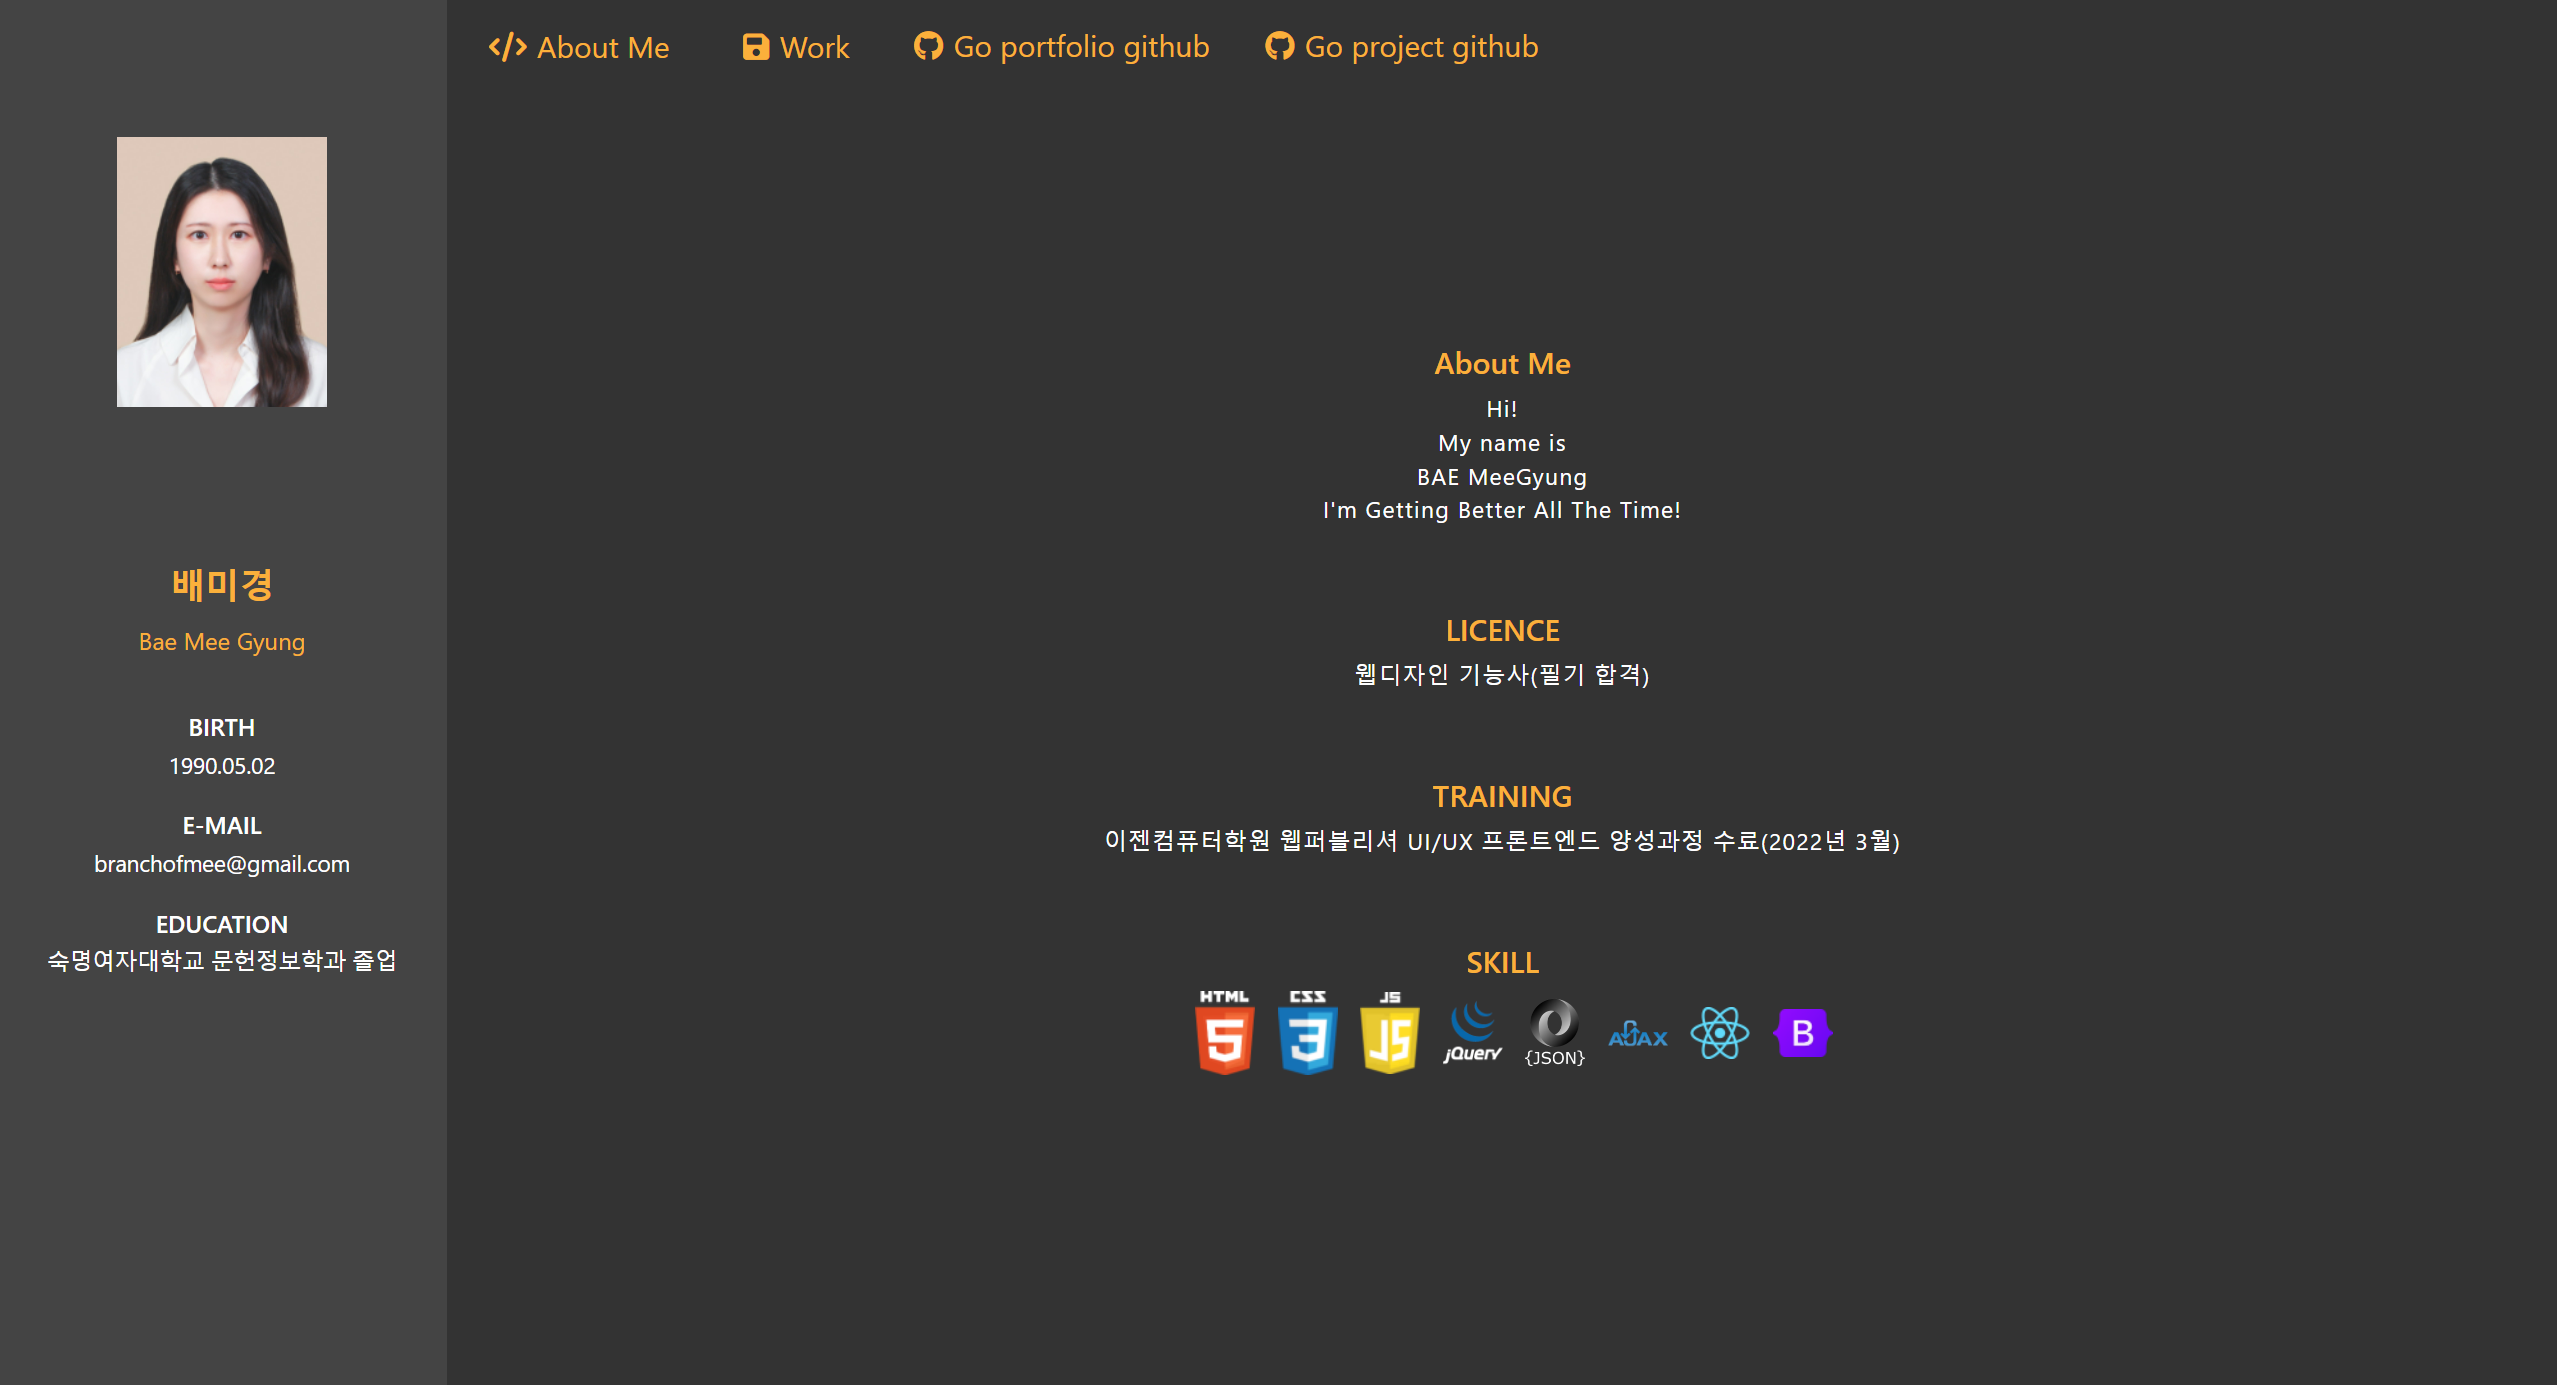 About Me
Work
Go portfolio github
Go project github
배미경
Bae Mee Gyung
BIRTH
1990.05.02
E-MAIL
branchofmee@gmail.com
EDUCATION
숙명여자대학교 문헌정보학과 졸업
About Me
Hi!
My name is
BAE MeeGyung
I'm Getting Better All The Time!
LICENCE
웹디자인 기능사(필기 합격)
TRAINING
이젠컴퓨터학원 웹퍼블리셔 UI/UX 프론트엔드 양성과정 수료(2022년 3월)
SKILL
HTML 5
CSS 3
JS JS
jQuery
{JSON}
AJAX
B